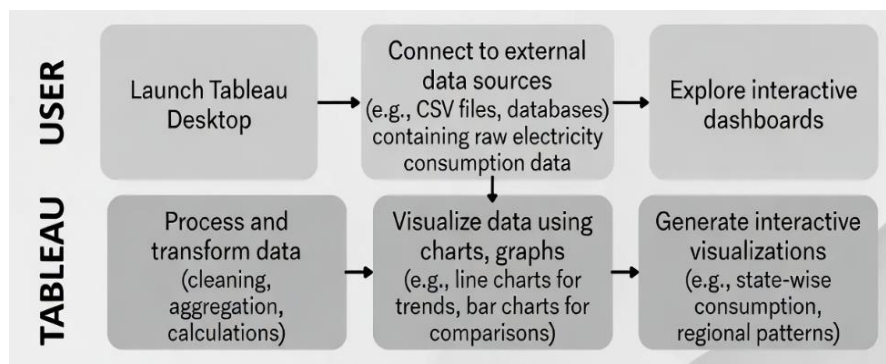 USER
Launch Tableau
Desktop
Connect to external
data sources
(e.g., CSV files, databases)
containing raw electricity
consumption data
Explore interactive
dashboards
TABLEAU
Process and
transform data
(cleaning,
aggregation,
calculations)
Visualize data using
charts, graphs
(e.g., line charts for
trends, bar charts for
comparisons)
Generate interactive
visualizations
(e.g., state-wise
consumption,
regional patterns)